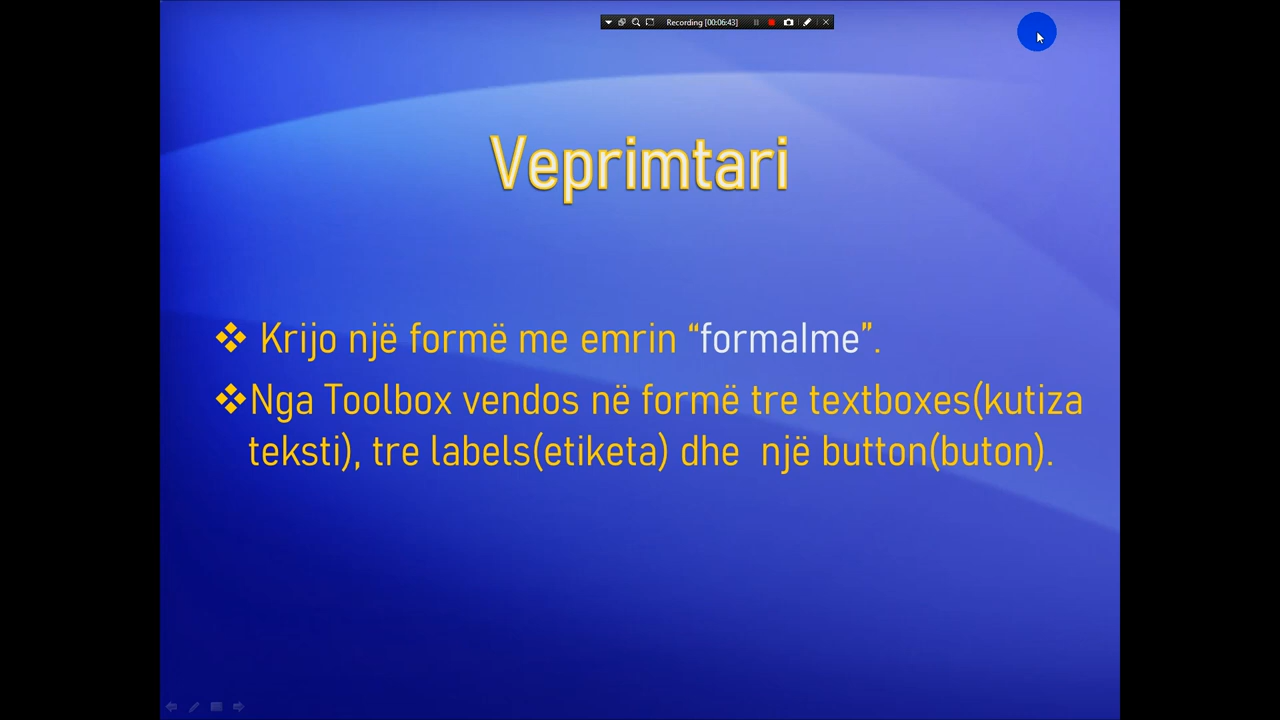 Recording [00:06:43]
Veprimtari
❖ Krijo një formë me emrin “formalme”.
❖Nga Toolbox vendos në formë tre textboxes(kutiza
teksti), tre labels(etiketa) dhe një button(buton).